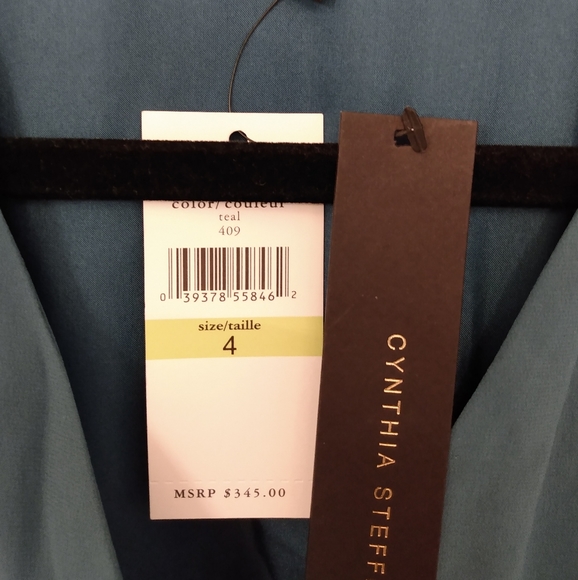 color/couleur
teal
409
0 39378 55846 2
size/taille
4
MSRP $345.00
CYNTHIA STEFF